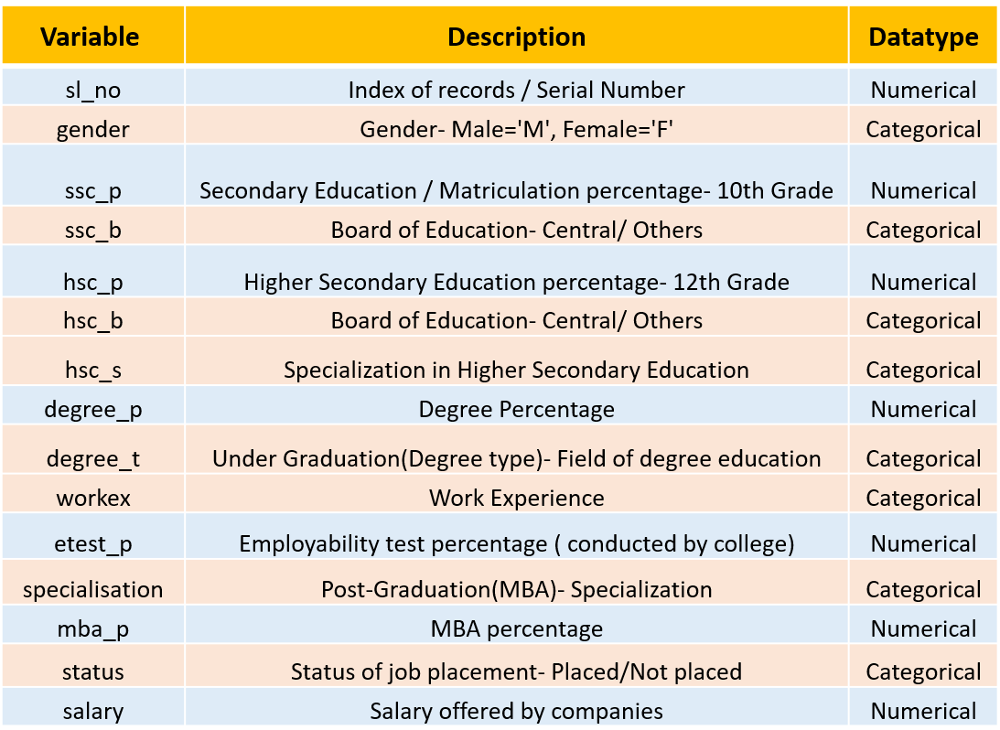 Variable Description Datatype
sl_no Index of records / Serial Number Numerical
gender Gender- Male='M', Female='F' Categorical
ssc_p Secondary Education / Matriculation percentage- 10th Grade Numerical
ssc_b Board of Education- Central/ Others Categorical
hsc_p Higher Secondary Education percentage- 12th Grade Numerical
hsc_b Board of Education- Central/ Others Categorical
hsc_s Specialization in Higher Secondary Education Categorical
degree_p Degree Percentage Numerical
degree_t Under Graduation(Degree type)- Field of degree education Categorical
workex Work Experience Categorical
etest_p Employability test percentage ( conducted by college) Numerical
specialisation Post-Graduation(MBA)- Specialization Categorical
mba_p MBA percentage Numerical
status Status of job placement- Placed/Not placed Categorical
salary Salary offered by companies Numerical